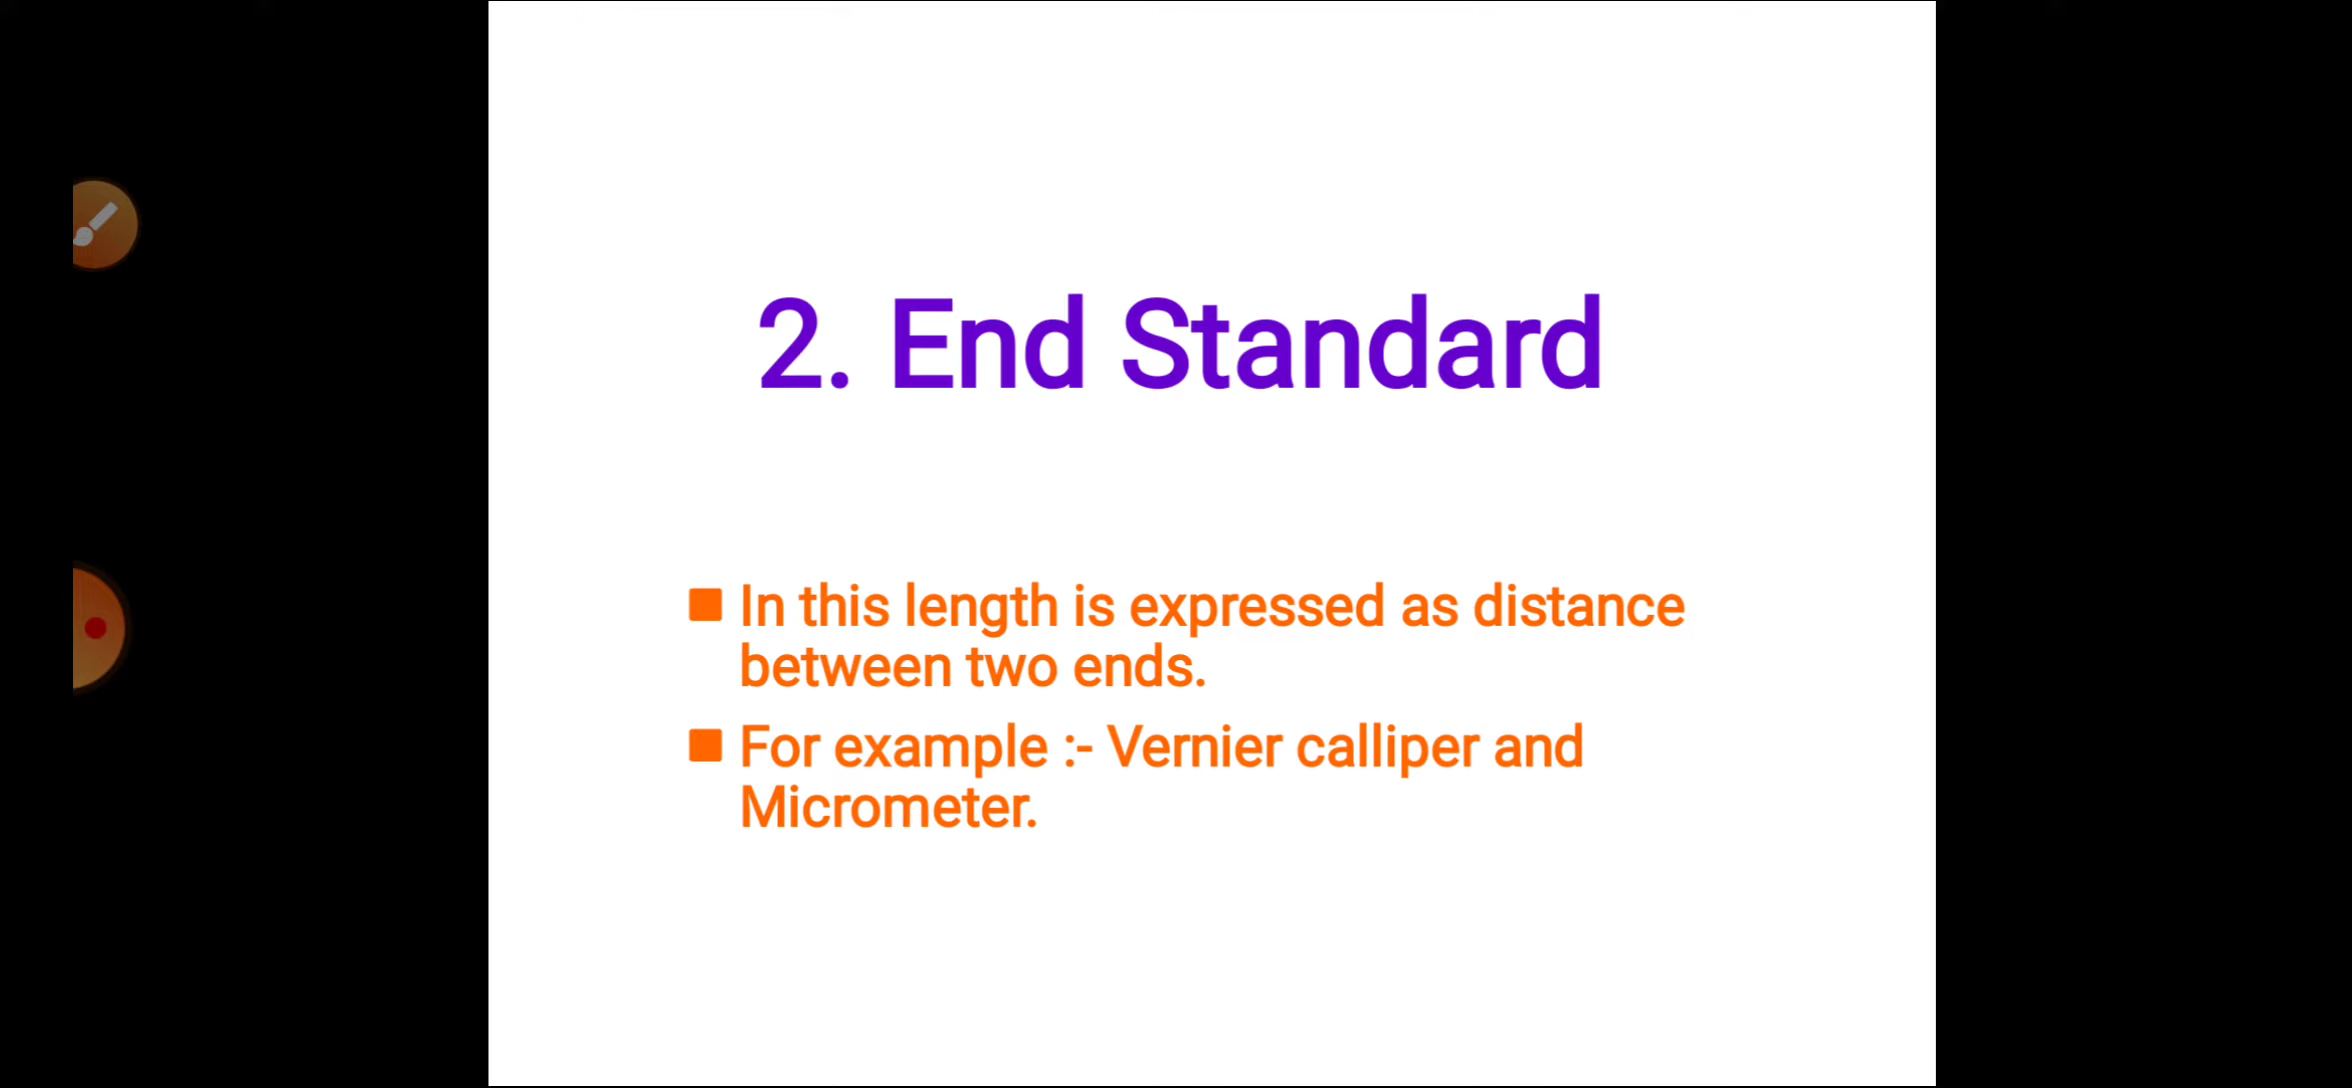 2. End Standard
In this length is expressed as distance
between two ends.
For example :- Vernier calliper and
Micrometer.